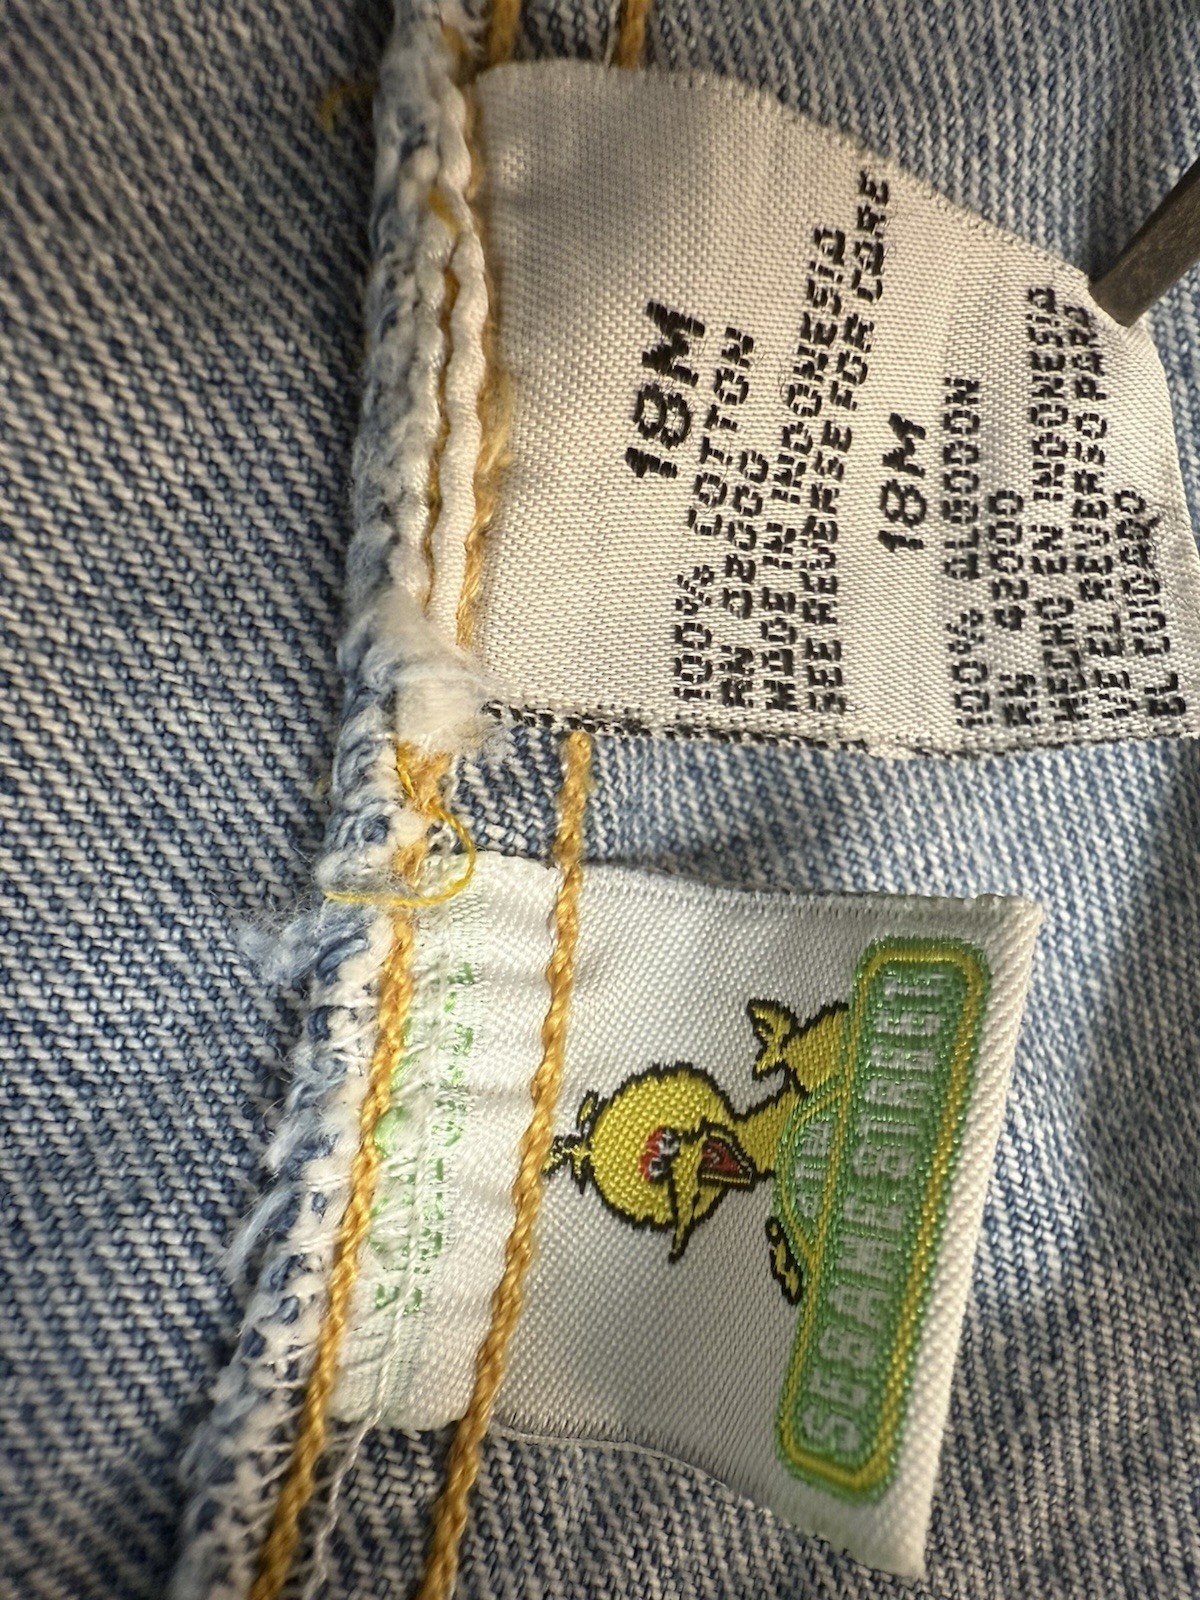 18M
100% COTTON
RN 42000
MADE IN INDONESIA
SEE REVERSE FOR CARE
18M
100% ALGODON
RN 42000
HECHO EN INDONESIA
VE EL REVERSO PARA
EL CUIDADO
SESAME STREET